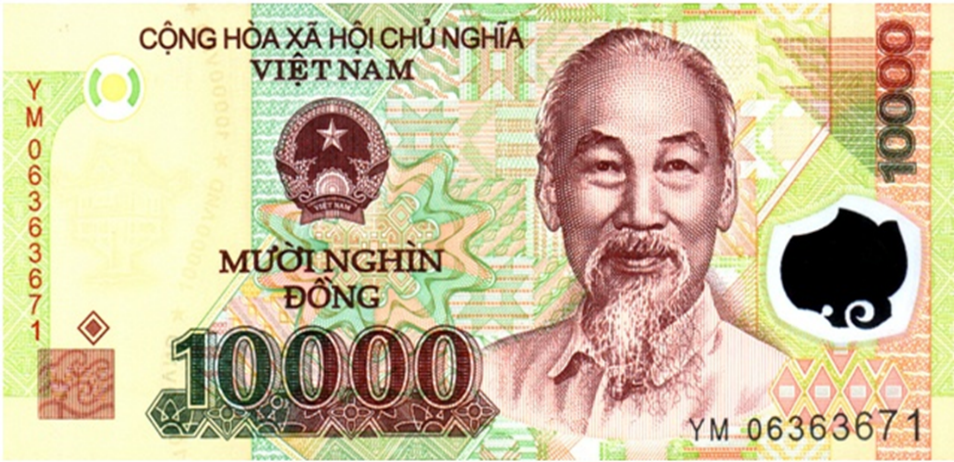 CỘNG HÒA XÃ HỘI CHỦ NGHĨA
VIỆT NAM
10000
YM 06363671
VIỆT NAM
MƯỜI NGHÌN
ĐỒNG
10000
YM 06363671